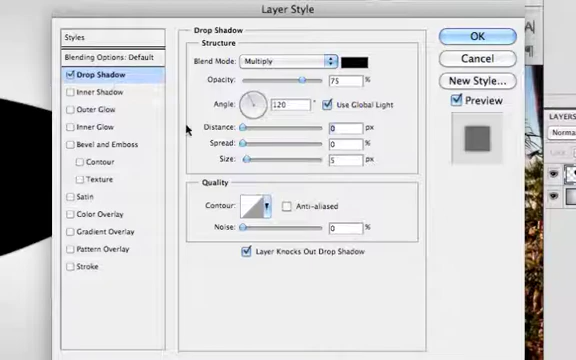 Layer Style
Styles
Blending Options: Default
Drop Shadow
Inner Shadow
Outer Glow
Inner Glow
Bevel and Emboss
Contour
Texture
Satin
Color Overlay
Gradient Overlay
Pattern Overlay
Stroke
Drop Shadow
Structure
Blend Mode: Multiply
Opacity: 75 %
Angle: 120 ° Use Global Light
Distance: 0 px
Spread: 0 %
Size: 5 px
Quality
Contour: Anti-aliased
Noise: 0 %
Layer Knocks Out Drop Shadow
OK
Cancel
New Style...
Preview
A
LAYERS
Norma